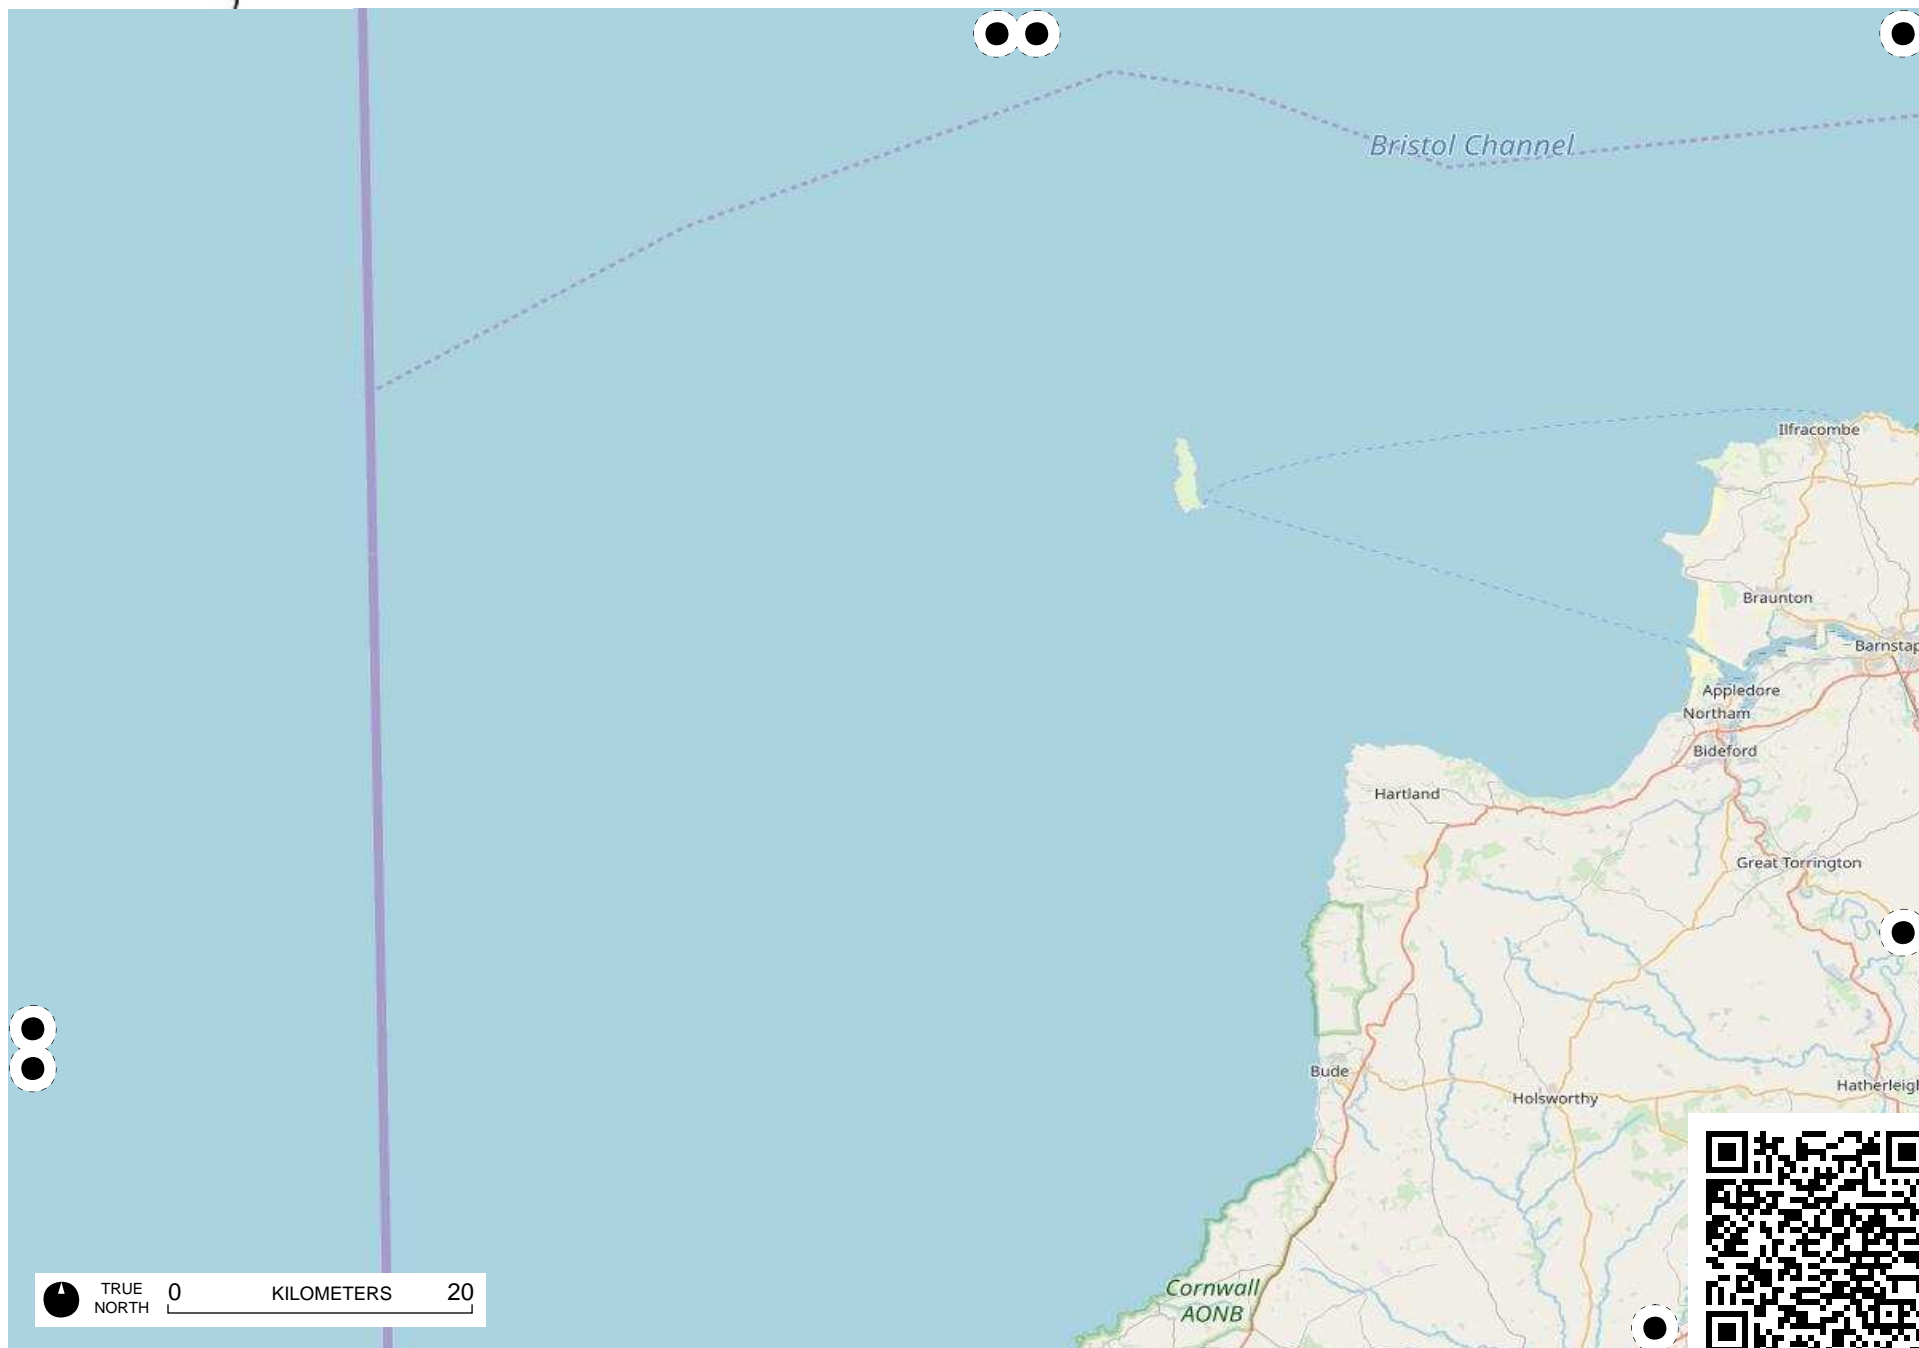 Bristol Channel
Ilfracombe
Braunton
Barnstap
Appledore
Northam
Bideford
Hartland
Great Torrington
Bude
Holsworthy
Hatherleigh
Cornwall
AONB
TRUE
NORTH
0 KILOMETERS 20